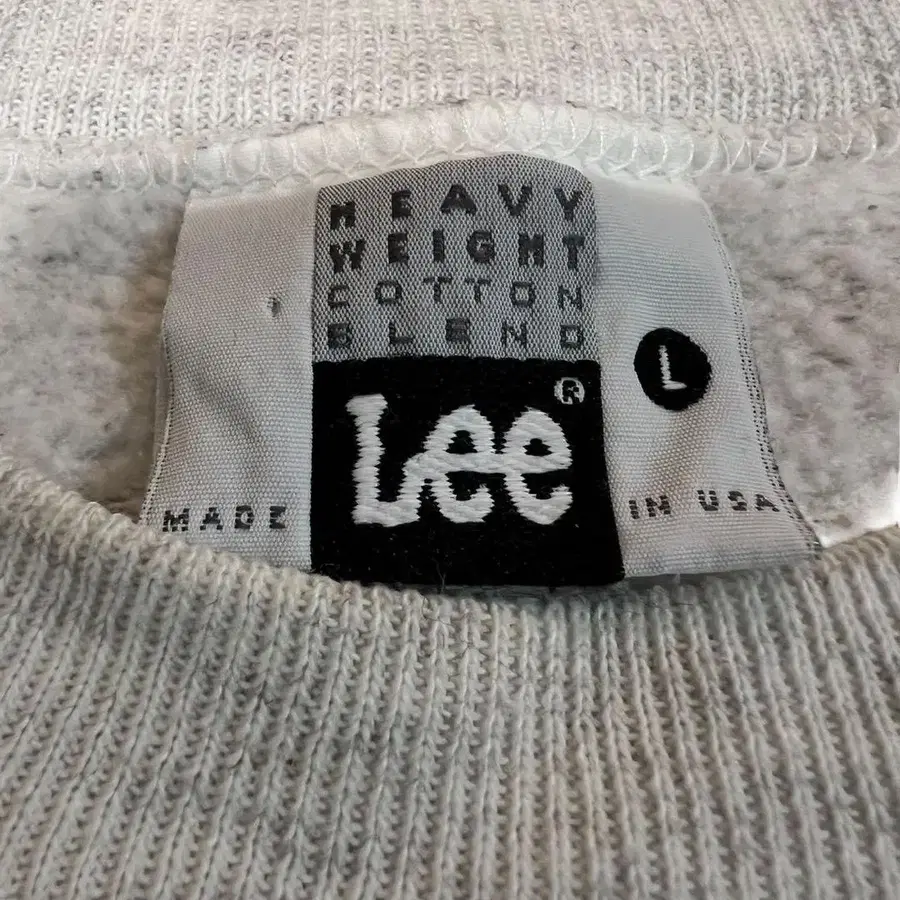 HEAVY
WEIGHT
COTTON
BLEND
Lee®
L
MADE IN USA